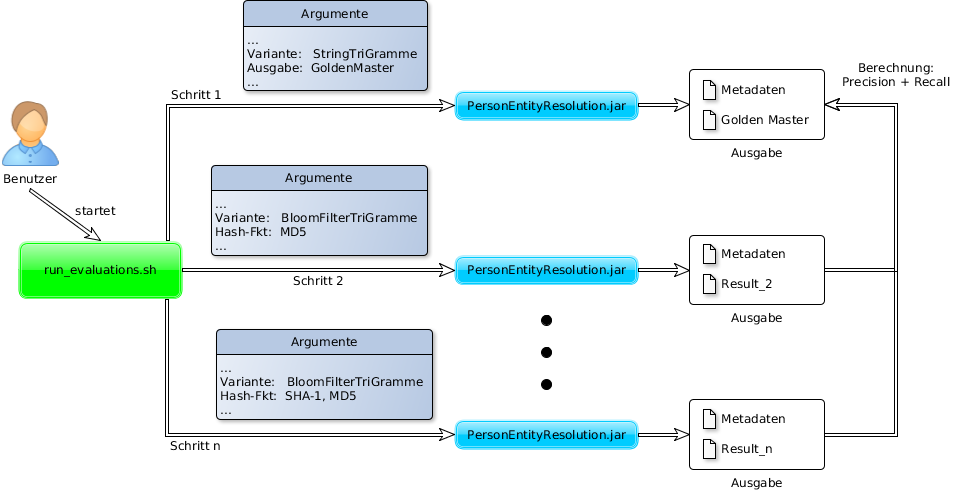 Argumente
...
Variante: StringTriGramme
Ausgabe: GoldenMaster
...
Schritt 1
PersonEntityResolution.jar
Metadaten
Golden Master
Ausgabe
Berechnung:
Precision + Recall
Benutzer
startet
run_evaluations.sh
Argumente
...
Variante: BloomFilterTriGramme
Hash-Fkt: MD5
...
Schritt 2
PersonEntityResolution.jar
Metadaten
Result_2
Ausgabe
Argumente
...
Variante: BloomFilterTriGramme
Hash-Fkt: SHA-1, MD5
...
Schritt n
PersonEntityResolution.jar
Metadaten
Result_n
Ausgabe